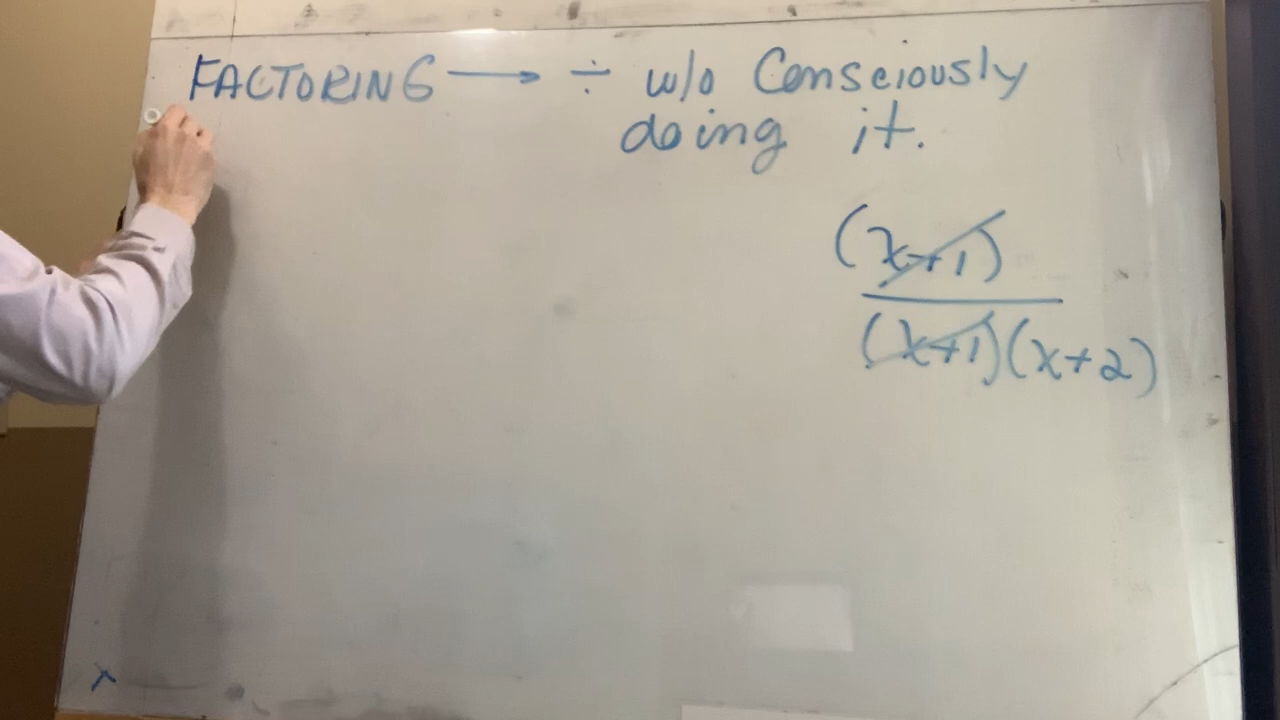 FACTORING → ÷ w/o Consciously
doing it.
(x+1)
(x+1)(x+2)